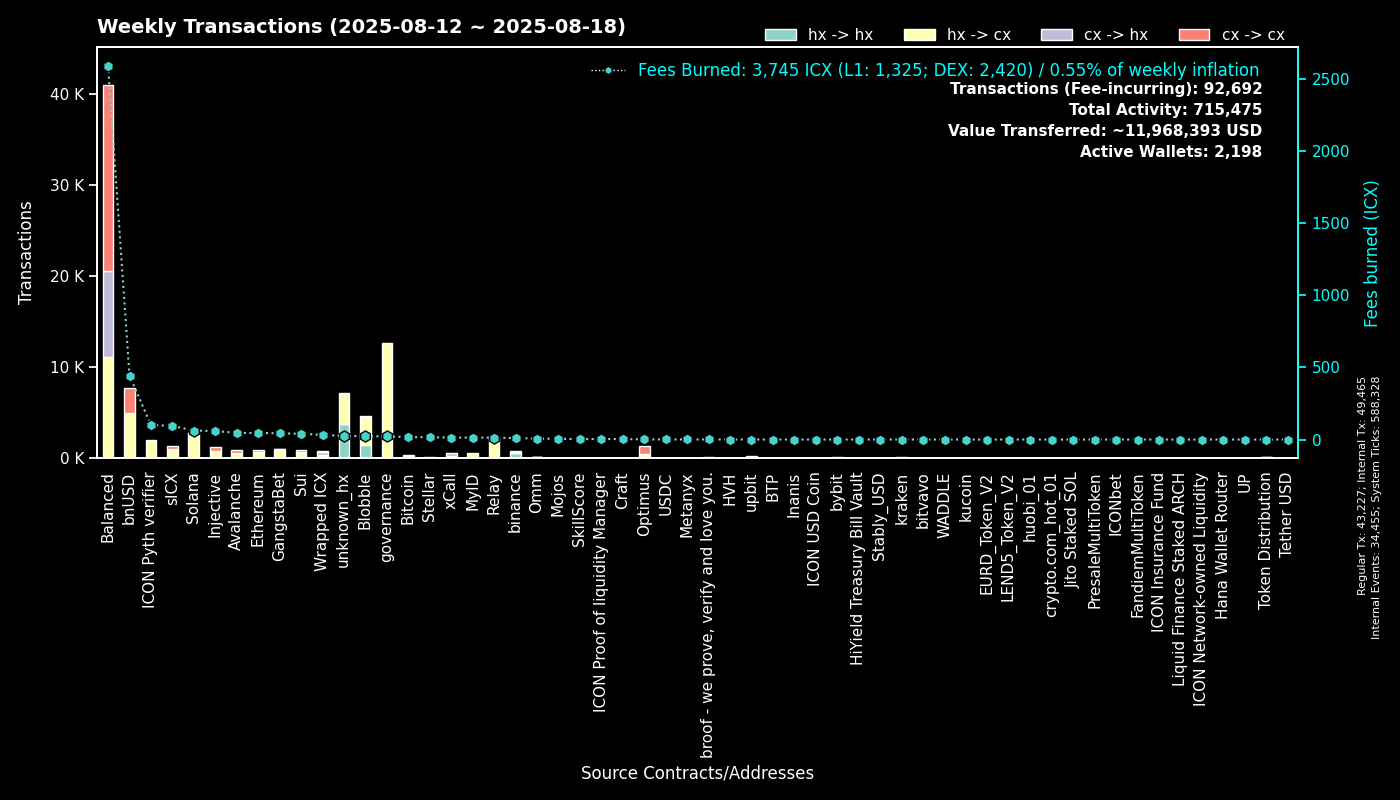 Weekly Transactions (2025-08-12 ~ 2025-08-18)
hx -> hx
hx -> cx
cx -> hx
cx -> cx
Fees Burned: 3,745 ICX (L1: 1,325; DEX: 2,420) / 0.55% of weekly inflation
Transactions (Fee-incurring): 92,692
Total Activity: 715,475
Value Transferred: ~11,968,393 USD
Active Wallets: 2,198
Transactions
40 K
30 K
20 K
10 K
0 K
2500
2000
1500
1000
500
0
Fees burned (ICX)
Regular Tx: 43,227; Internal Tx: 49,465
Internal Events: 34,455; System Ticks: 588,328
Balanced
bnUSD
ICON Pyth verifier
sICX
Solana
Injective
Avalanche
Ethereum
GangstaBet
Sui
Wrapped ICX
unknown_hx
Blobble
governance
Bitcoin
Stellar
xCall
MyID
Relay
binance
Omm
Mojos
SkillScore
ICON Proof of liquidity Manager
Craft
Optimus
USDC
Metanyx
broof - we prove, verify and love you.
HVH
upbit
BTP
Inanis
ICON USD Coin
bybit
HiYield Treasury Bill Vault
Stably_USD
kraken
bitvavo
WADDLE
kucoin
EURD_Token_V2
LEND5_Token_V2
huobi_01
crypto.com_hot_01
Jito Staked SOL
PresaleMultiToken
ICONbet
FandiemMultiToken
ICON Insurance Fund
Liquid Finance Staked ARCH
ICON Network-owned Liquidity
Hana Wallet Router
UP
Token Distribution
Tether USD
Source Contracts/Addresses